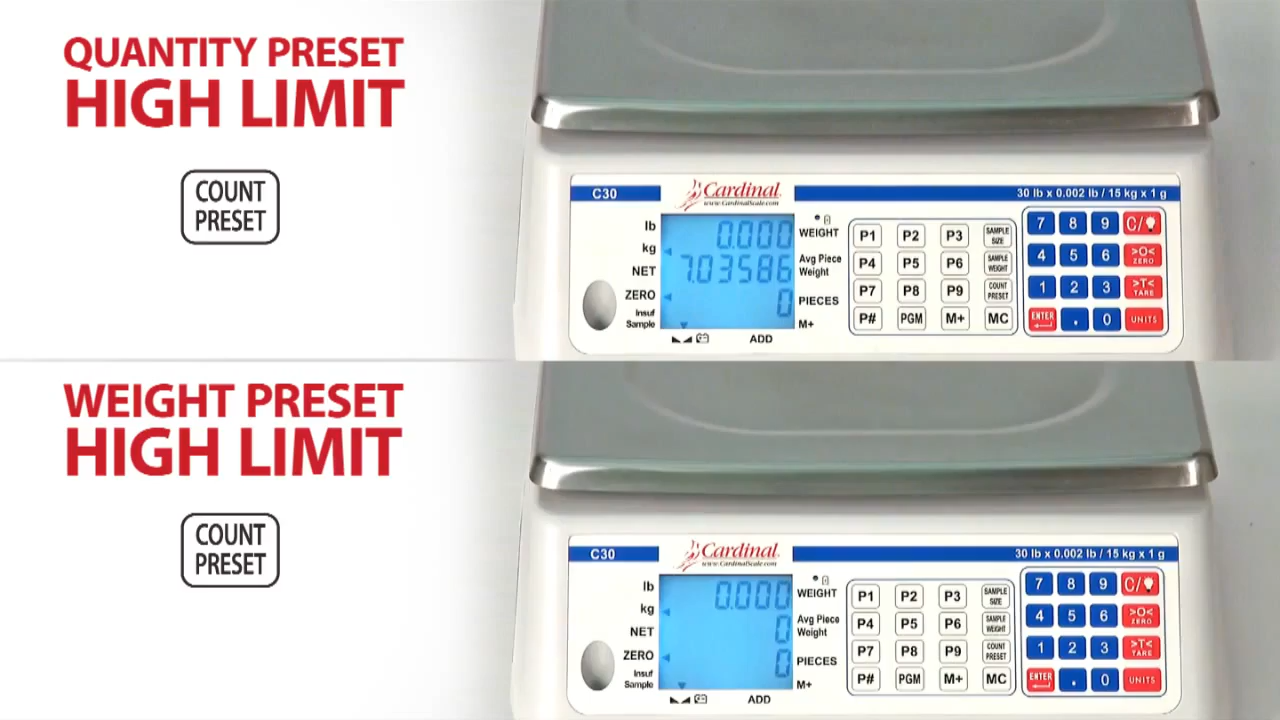 QUANTITY PRESET
HIGH LIMIT
COUNT
PRESET
C30
Cardinal
www.CardinalScale.com
30 lb x 0.002 lb / 15 kg x 1 g
lb
kg
NET
ZERO
Insuf
Sample
0.000
7.03586
0
WEIGHT
Avg Piece
Weight
PIECES
M+
ADD
P1 P2 P3 SAMPLE SIZE
P4 P5 P6 SAMPLE WEIGHT
P7 P8 P9 COUNT PRESET
P# PGM M+ MC
7 8 9 C/
4 5 6 >O< ZERO
1 2 3 >T< TARE
ENTER . 0 UNITS
WEIGHT PRESET
HIGH LIMIT
COUNT
PRESET
C30
Cardinal
www.CardinalScale.com
30 lb x 0.002 lb / 15 kg x 1 g
lb
kg
NET
ZERO
Insuf
Sample
0.000
0
0
WEIGHT
Avg Piece
Weight
PIECES
M+
ADD
P1 P2 P3 SAMPLE SIZE
P4 P5 P6 SAMPLE WEIGHT
P7 P8 P9 COUNT PRESET
P# PGM M+ MC
7 8 9 C/
4 5 6 >O< ZERO
1 2 3 >T< TARE
ENTER . 0 UNITS